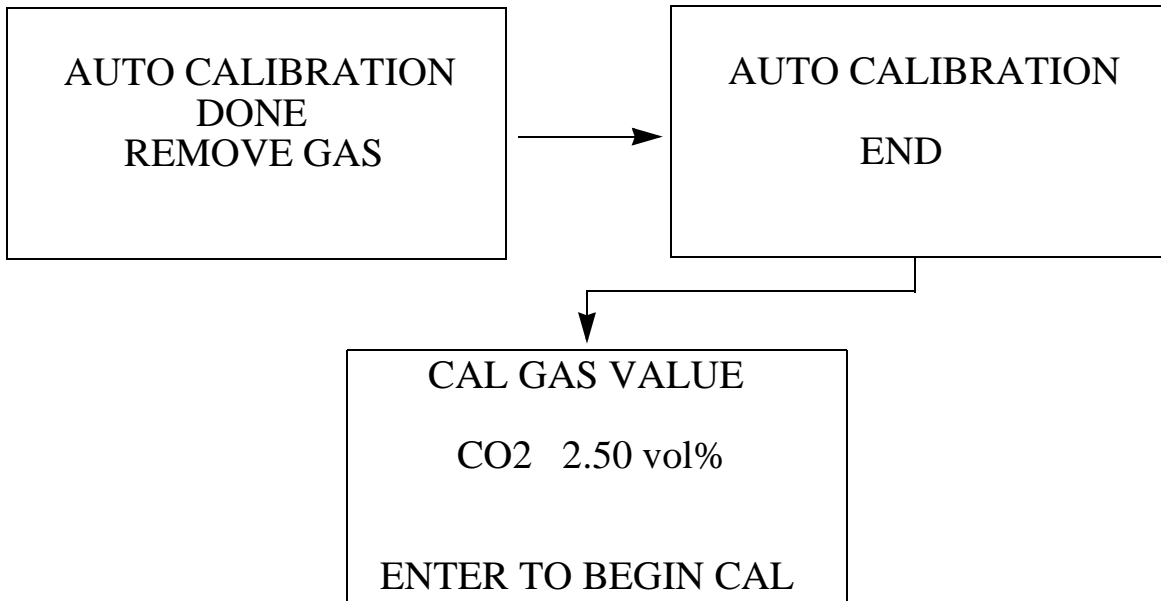 AUTO CALIBRATION
DONE
REMOVE GAS
AUTO CALIBRATION
END
CAL GAS VALUE
CO2 2.50 vol%
ENTER TO BEGIN CAL